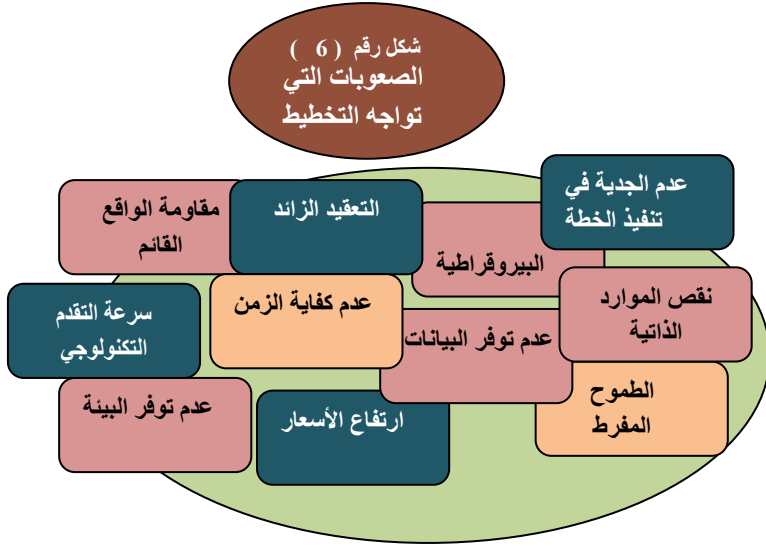 شكل رقم ( 6 )
الصعوبات التي
تواجه التخطيط
عدم الجدية في
تنفيذ الخطة
البيروقراطية
التعقيد الزائد
مقاومة الواقع
القائم
نقص الموارد
الذاتية
عدم توفر البيانات
عدم كفاية الزمن
سرعة التقدم
التكنولوجي
الطموح
المفرط
ارتفاع الأسعار
عدم توفر البيئة